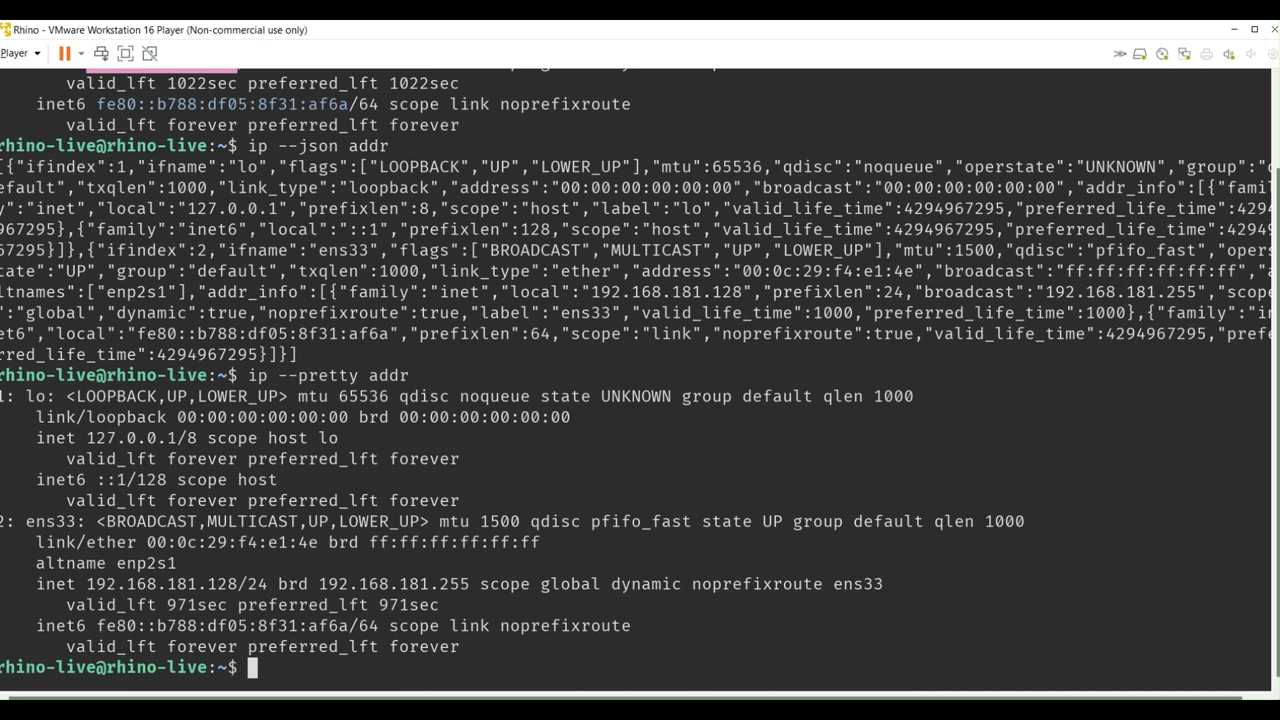 Rhino - VMware Workstation 16 Player (Non-commercial use only)
Player
valid_lft 1022sec preferred_lft 1022sec
inet6 fe80::b788:df05:8f31:af6a/64 scope link noprefixroute
valid_lft forever preferred_lft forever
rhino-live@rhino-live:~$ ip --json addr
[{"ifindex":1,"ifname":"lo","flags":["LOOPBACK","UP","LOWER_UP"],"mtu":65536,"qdisc":"noqueue","operstate":"UNKNOWN","group":"d
efault","txqlen":1000,"link_type":"loopback","address":"00:00:00:00:00:00","broadcast":"00:00:00:00:00:00","addr_info":[{"famil
y":"inet","local":"127.0.0.1","prefixlen":8,"scope":"host","label":"lo","valid_life_time":4294967295,"preferred_life_time":4294
967295},{"family":"inet6","local":"::1","prefixlen":128,"scope":"host","valid_life_time":4294967295,"preferred_life_time":4294
967295}]},{"ifindex":2,"ifname":"ens33","flags":["BROADCAST","MULTICAST","UP","LOWER_UP"],"mtu":1500,"qdisc":"pfifo_fast","opers
tate":"UP","group":"default","txqlen":1000,"link_type":"ether","address":"00:0c:29:f4:e1:4e","broadcast":"ff:ff:ff:ff:ff:ff","a
ltnames":["enp2s1"],"addr_info":[{"family":"inet","local":"192.168.181.128","prefixlen":24,"broadcast":"192.168.181.255","scope
":"global","dynamic":true,"noprefixroute":true,"label":"ens33","valid_life_time":1000,"preferred_life_time":1000},{"family":"in
et6","local":"fe80::b788:df05:8f31:af6a","prefixlen":64,"scope":"link","noprefixroute":true,"valid_life_time":4294967295,"prefe
rred_life_time":4294967295}]}]
rhino-live@rhino-live:~$ ip --pretty addr
1: lo: <LOOPBACK,UP,LOWER_UP> mtu 65536 qdisc noqueue state UNKNOWN group default qlen 1000
link/loopback 00:00:00:00:00:00 brd 00:00:00:00:00:00
inet 127.0.0.1/8 scope host lo
valid_lft forever preferred_lft forever
inet6 ::1/128 scope host
valid_lft forever preferred_lft forever
2: ens33: <BROADCAST,MULTICAST,UP,LOWER_UP> mtu 1500 qdisc pfifo_fast state UP group default qlen 1000
link/ether 00:0c:29:f4:e1:4e brd ff:ff:ff:ff:ff:ff
altname enp2s1
inet 192.168.181.128/24 brd 192.168.181.255 scope global dynamic noprefixroute ens33
valid_lft 971sec preferred_lft 971sec
inet6 fe80::b788:df05:8f31:af6a/64 scope link noprefixroute
valid_lft forever preferred_lft forever
rhino-live@rhino-live:~$